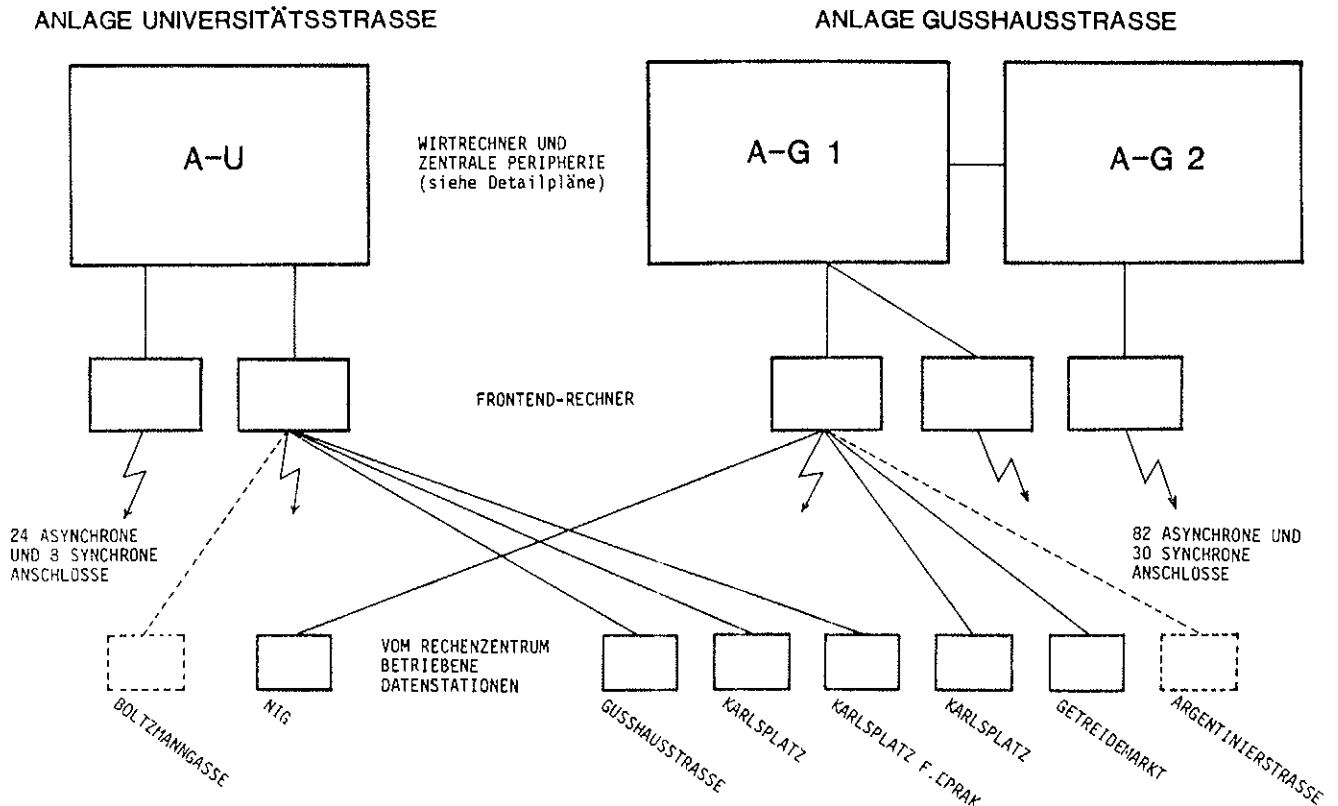 ANLAGE UNIVERSITÄTSSTRASSE
ANLAGE GUSSHAUSSTRASSE
A-U
WIRTRECHNER UND
ZENTRALE PERIPHERIE
(siehe Detailpläne)
A-G 1
A-G 2
FRONTEND-RECHNER
24 ASYNCHRONE
UND 8 SYNCHRONE
ANSCHLÜSSE
82 ASYNCHRONE UND
30 SYNCHRONE
ANSCHLÜSSE
VOM RECHENZENTRUM
BETRIEBENE
DATENSTATIONEN
BOLTZMANNGASSE
NIG
GUSSHAUSSTRASSE
KARLSPLATZ
KARLSPLATZ F.EPRAK
KARLSPLATZ
GETREIDEMARKT
ARGENTINIERSTRASSE